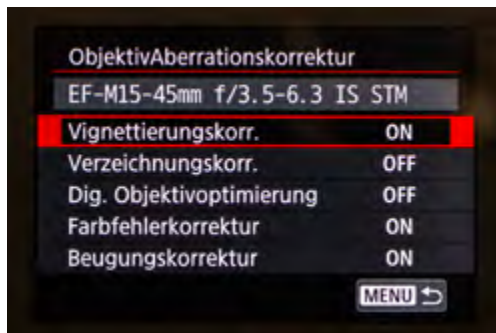 ObjektivAberrationskorrektur
EF-M15-45mm f/3.5-6.3 IS STM
Vignettierungskorr. ON
Verzeichnungskorr. OFF
Dig. Objektivoptimierung OFF
Farbfehlerkorrektur ON
Beugungskorrektur ON
MENU